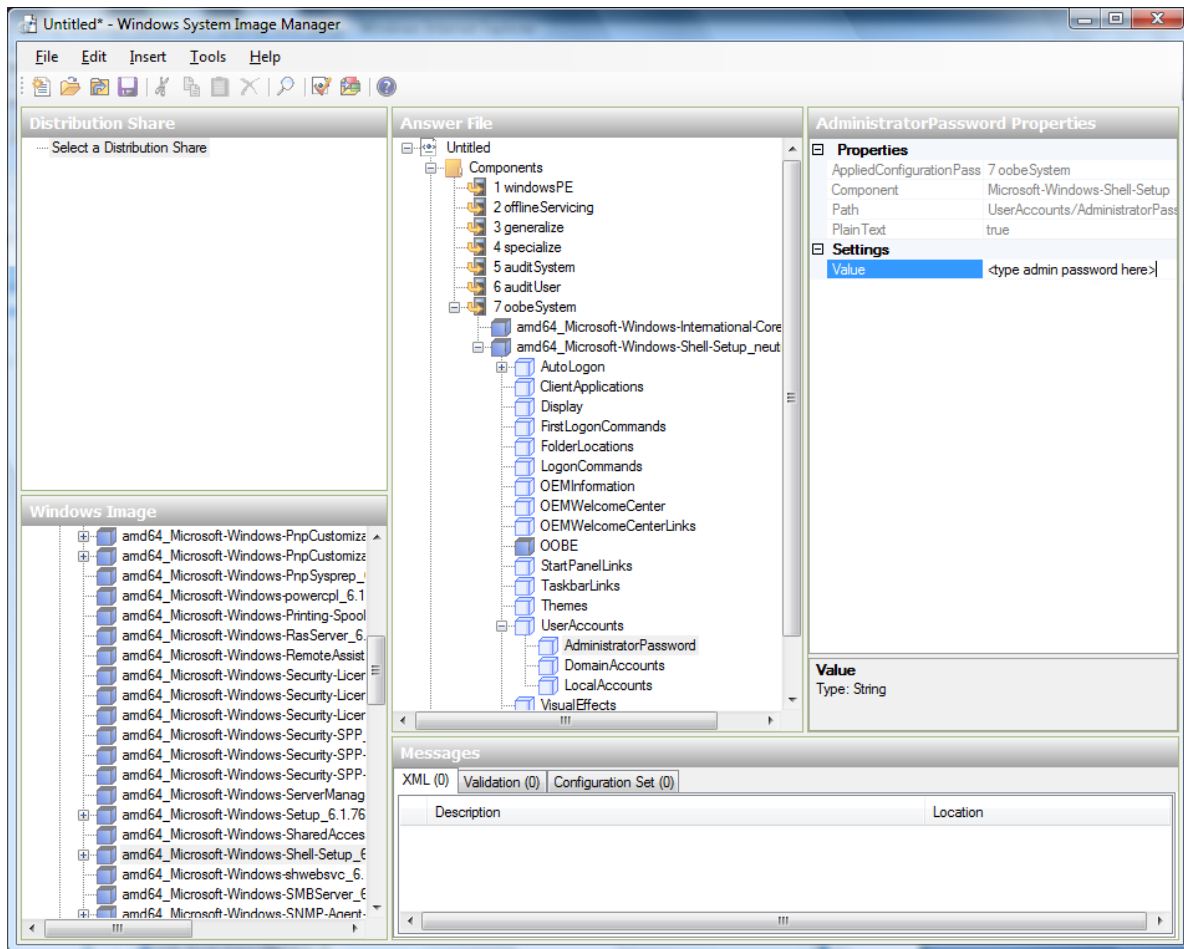 Untitled* - Windows System Image Manager
File Edit Insert Tools Help
Distribution Share
Select a Distribution Share
Windows Image
amd64_Microsoft-Windows-PnpCustomiza
amd64_Microsoft-Windows-PnpCustomiza
amd64_Microsoft-Windows-PnpSysprep_
amd64_Microsoft-Windows-powercpl_6.1
amd64_Microsoft-Windows-Printing-Spool
amd64_Microsoft-Windows-RasServer_6.
amd64_Microsoft-Windows-RemoteAssist
amd64_Microsoft-Windows-Security-Licer
amd64_Microsoft-Windows-Security-Licer
amd64_Microsoft-Windows-Security-Licer
amd64_Microsoft-Windows-Security-SPP_
amd64_Microsoft-Windows-Security-SPP-
amd64_Microsoft-Windows-Security-SPP-
amd64_Microsoft-Windows-ServerManag
amd64_Microsoft-Windows-Setup_6.1.76
amd64_Microsoft-Windows-SharedAcces
amd64_Microsoft-Windows-Shell-Setup_6
amd64_Microsoft-Windows-shwebsvc_6.
amd64_Microsoft-Windows-SMBServer_6
amd64_Microsoft-Windows-SNMP-Agent-
Answer File
Untitled
Components
1 windowsPE
2 offlineServicing
3 generalize
4 specialize
5 auditSystem
6 auditUser
7 oobeSystem
amd64_Microsoft-Windows-International-Core
amd64_Microsoft-Windows-Shell-Setup_neut
AutoLogon
ClientApplications
Display
FirstLogonCommands
FolderLocations
LogonCommands
OEMInformation
OEMWelcomeCenter
OEMWelcomeCenterLinks
OOBE
StartPanelLinks
TaskbarLinks
Themes
UserAccounts
AdministratorPassword
DomainAccounts
LocalAccounts
VisualEffects
AdministratorPassword Properties
Properties
AppliedConfigurationPass 7 oobeSystem
Component Microsoft-Windows-Shell-Setup
Path UserAccounts/AdministratorPass
PlainText true
Settings
Value <type admin password here>
Value
Type: String
Messages
XML (0) Validation (0) Configuration Set (0)
Description Location